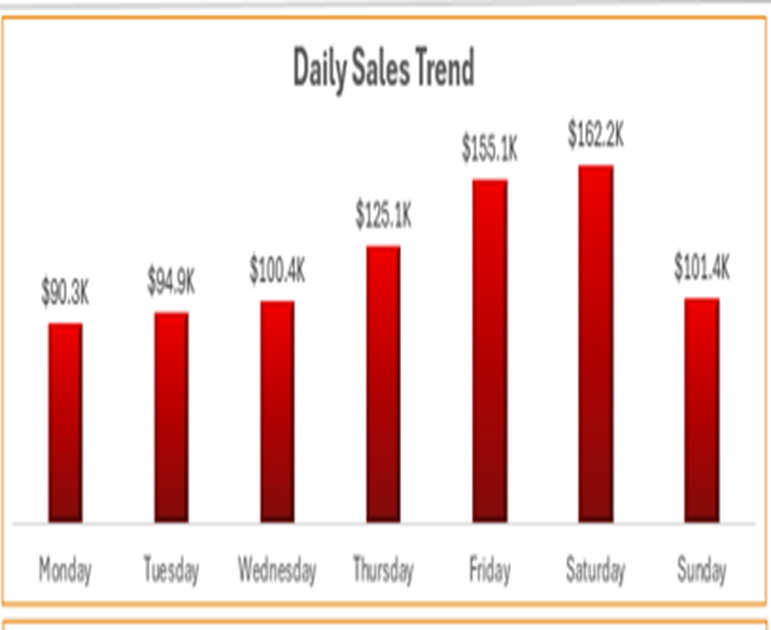 Daily Sales Trend
$90.3K
$94.9K
$100.4K
$125.1K
$155.1K
$162.2K
$101.4K
Monday
Tuesday
Wednesday
Thursday
Friday
Saturday
Sunday